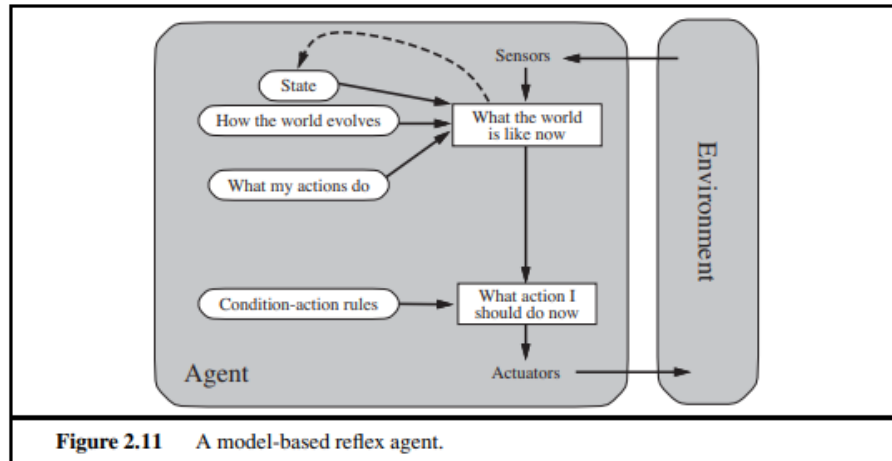 Sensors
State
How the world evolves
What the world
is like now
What my actions do
Environment
Condition-action rules
What action I
should do now
Agent
Actuators
Figure 2.11 A model-based reflex agent.